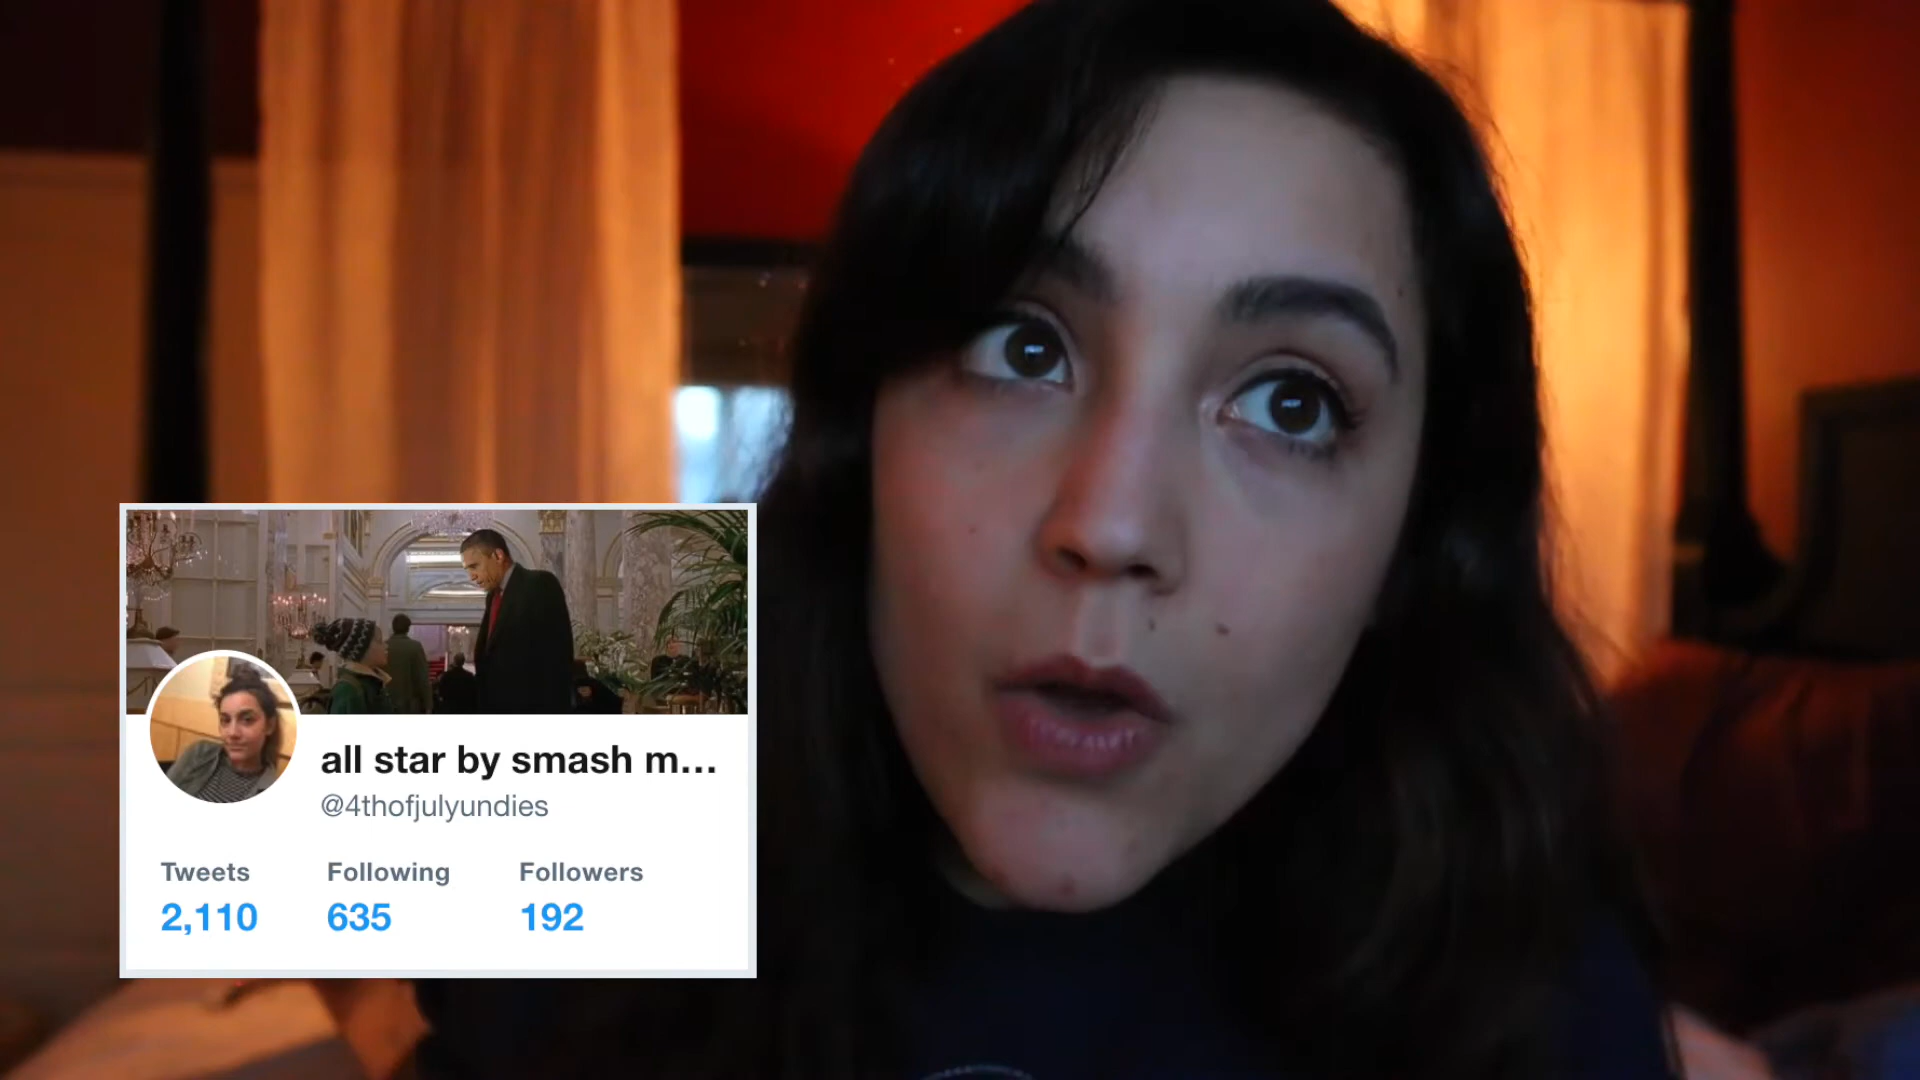 all star by smash m...
@4thofjulyundies
Tweets Following Followers
2,110 635 192